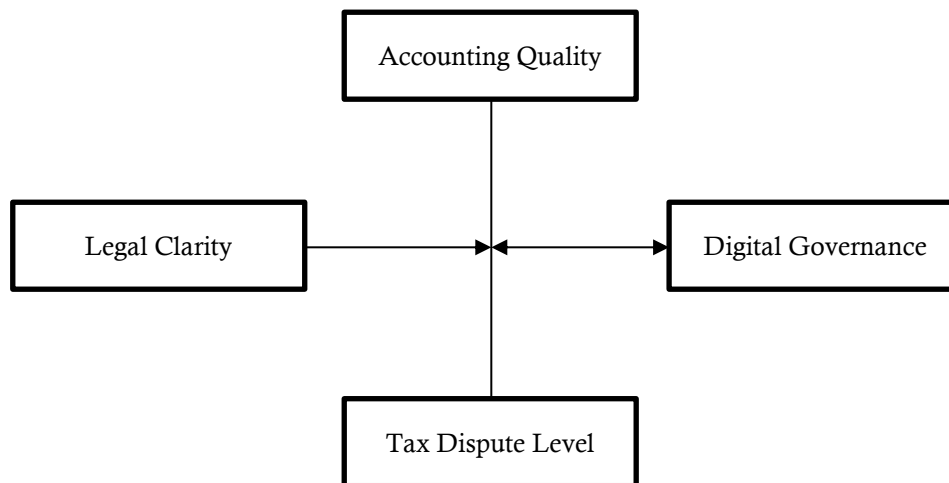 Accounting Quality
Legal Clarity
Digital Governance
Tax Dispute Level